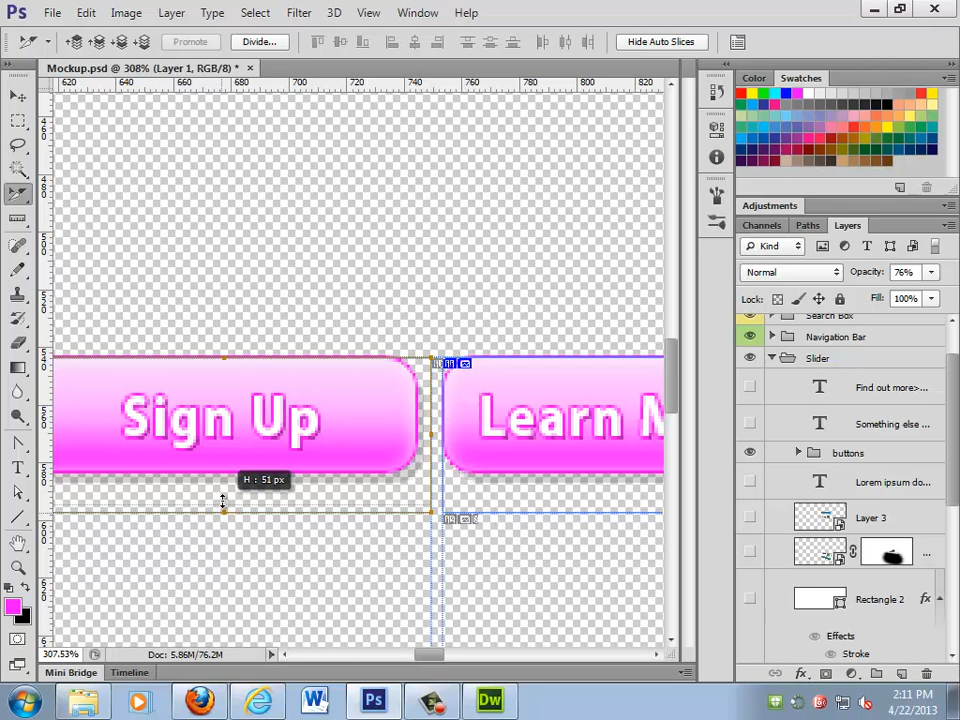 Ps File Edit Image Layer Type Select Filter 3D View Window Help
Promote Divide... Hide Auto Slices
Mockup.psd @ 308% (Layer 1, RGB/8) * ×
620 640 660 680 700 720 740 760 780 800 820
Color Swatches
Adjustments
Channels Paths Layers
Kind
Normal Opacity: 76%
Lock: Fill: 100%
Search Box
Navigation Bar
Slider
T Find out more>...
T Something else ...
buttons
T Lorem ipsum do...
Layer 3
...
Rectangle 2 fx
Effects
Stroke
Sign Up Learn M
H : 51 px
307.53% Doc: 5.86M/76.2M
Mini Bridge Timeline
W Ps Dw
2:11 PM
4/22/2013